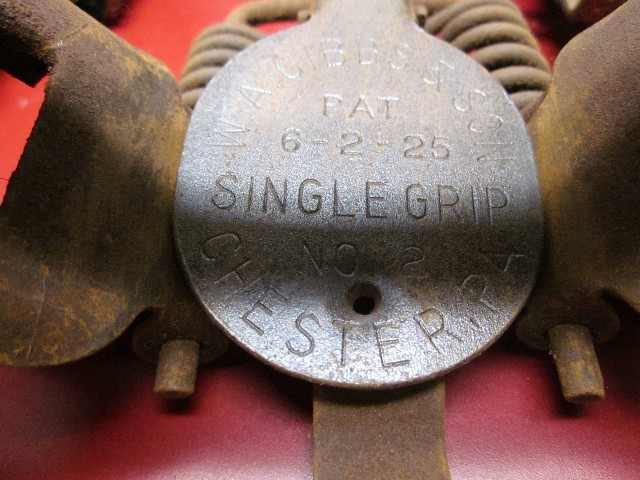 W.A. GIBBS & SON
PAT
6-2-25
SINGLE GRIP
NO 2
CHESTER, PA